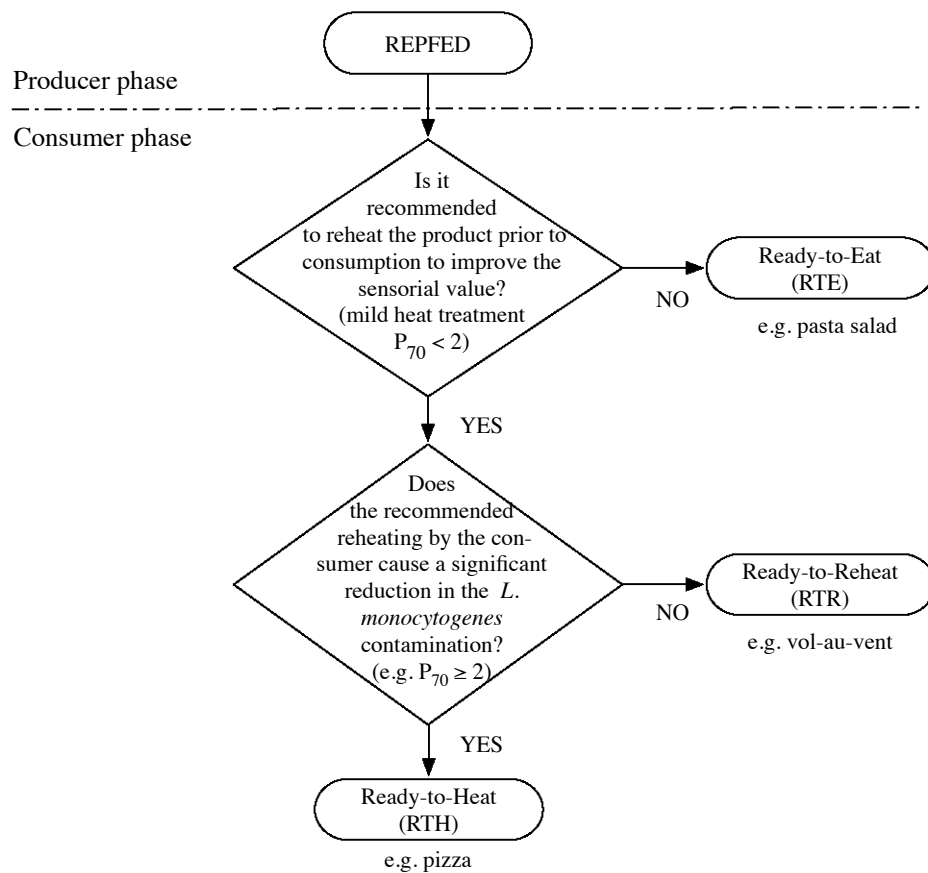 REPFED
Producer phase
Consumer phase
Is it
recommended
to reheat the product prior to
consumption to improve the
sensorial value?
(mild heat treatment
P70 < 2)
NO
Ready-to-Eat
(RTE)
e.g. pasta salad
YES
Does
the recommended
reheating by the con-
sumer cause a significant
reduction in the L.
monocytogenes
contamination?
(e.g. P70 ≥ 2)
NO
Ready-to-Reheat
(RTR)
e.g. vol-au-vent
YES
Ready-to-Heat
(RTH)
e.g. pizza